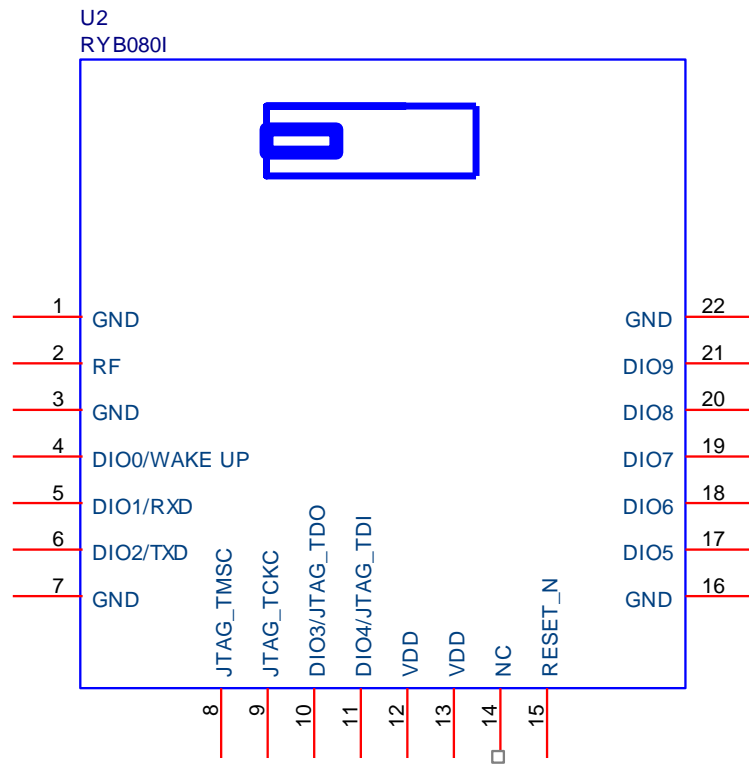 U2
RYB080I
1 GND
2 RF
3 GND
4 DIO0/WAKE UP
5 DIO1/RXD
6 DIO2/TXD
7 GND
8 JTAG_TMSC
9 JTAG_TCKC
10 DIO3/JTAG_TDO
11 DIO4/JTAG_TDI
12 VDD
13 VDD
14 NC
15 RESET_N
GND 22
DIO9 21
DIO8 20
DIO7 19
DIO6 18
DIO5 17
GND 16